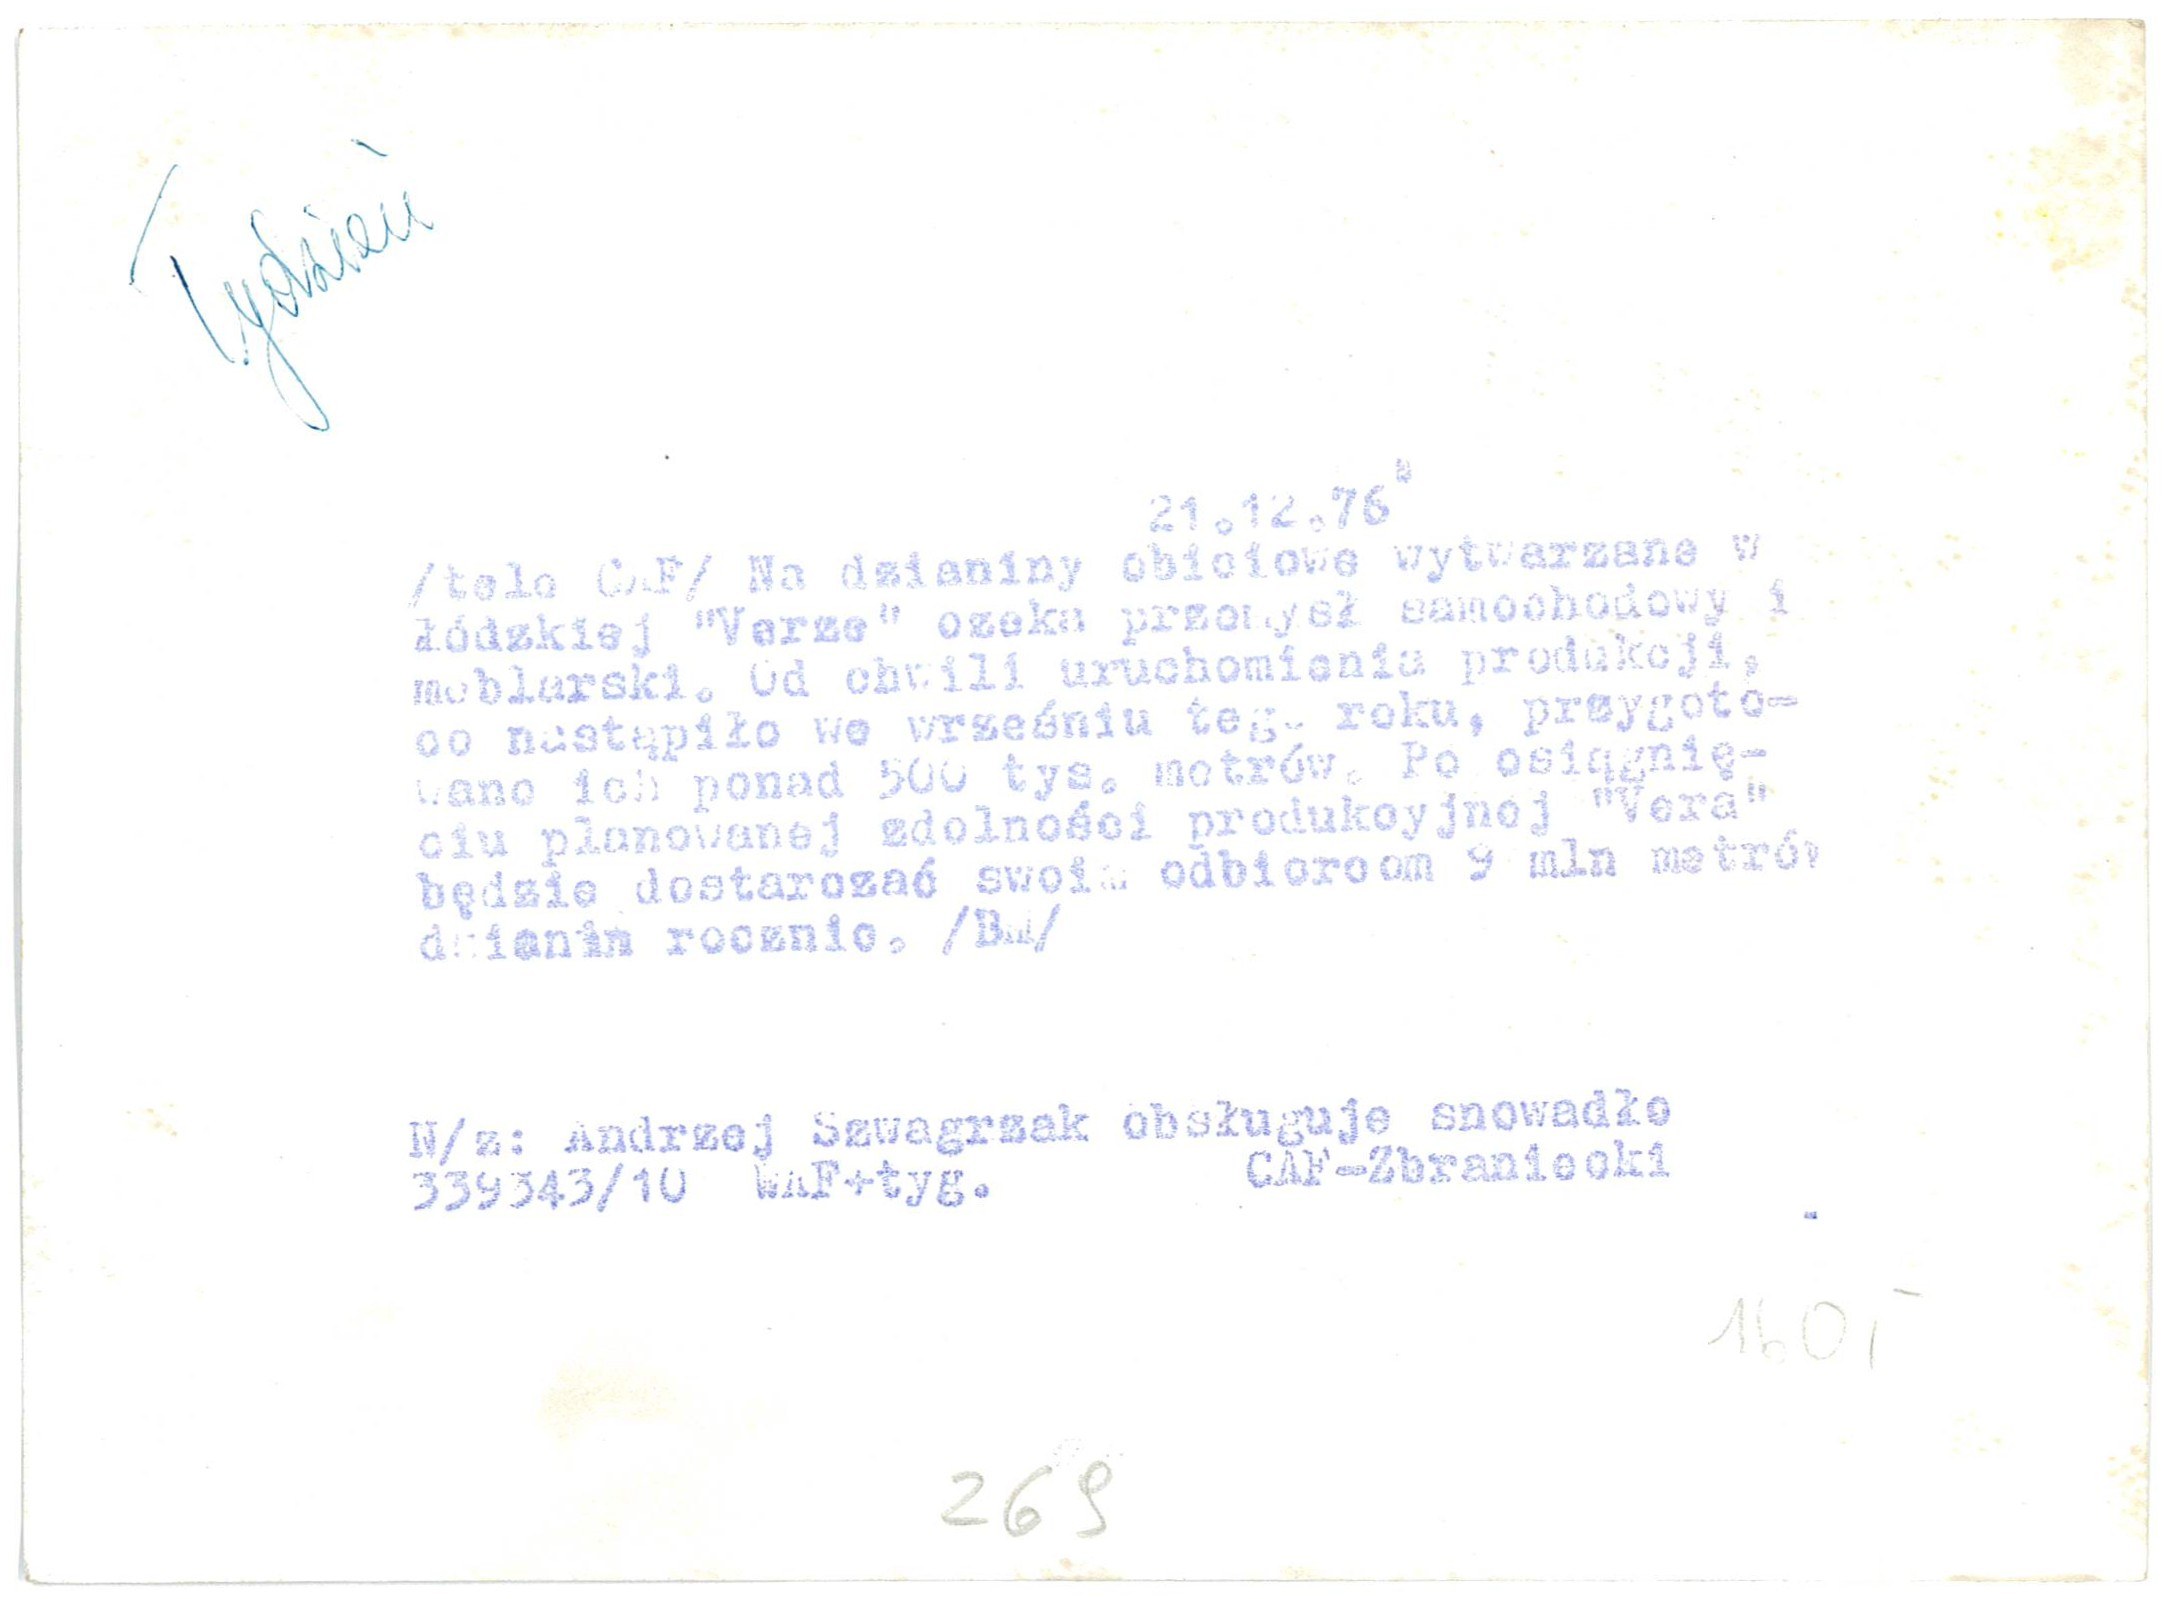 Tydzień
21.12.76
/tele CAF/ Na dzianiny obiciowe wytwarzane w
łódzkiej "Verze" czeka przemysł samochodowy i
meblarski. Od chwili uruchomienia produkcji,
co nastąpiło we wrześniu tego roku, przygoto-
wano ich ponad 500 tys. metrów. Po osiągnię-
ciu planowanej zdolności produkcyjnej "Vera"
będzie dostarczać swoim odbiorcom 9 mln metrów
dzianin rocznie. /BM/
N/z: Andrzej Szwagrzak obsługuje snowadło
339343/10 WAF+tyg. CAF-Zbraniecki
269